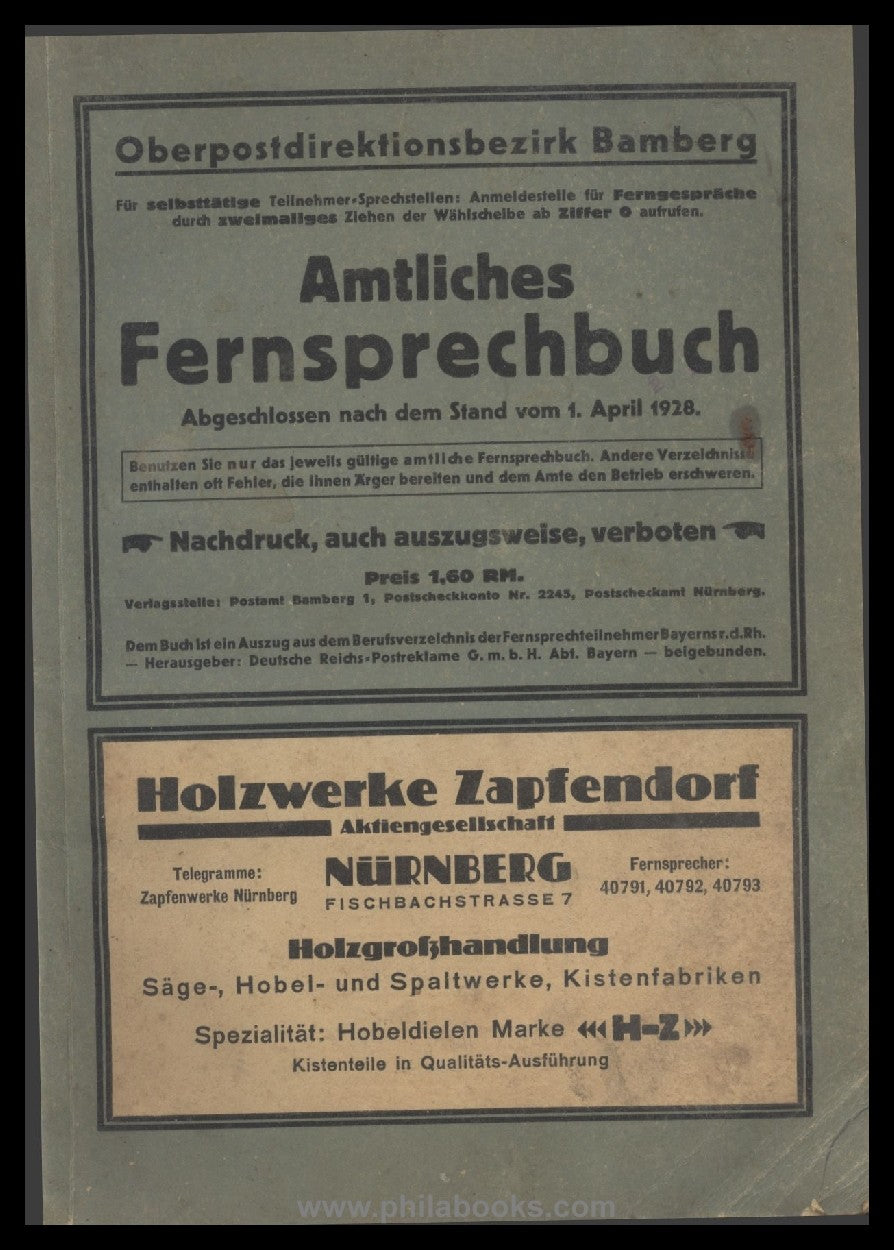 Oberpostdirektionsbezirk Bamberg
Für selbsttätige Teilnehmer-Sprechstellen: Anmeldestelle für Ferngespräche
durch zweimaliges Ziehen der Wählscheibe ab Ziffer 0 aufrufen.
Amtliches
Fernsprechbuch
Abgeschlossen nach dem Stand vom 1. April 1928.
Benutzen Sie nur das jeweils gültige amtliche Fernsprechbuch. Andere Verzeichnisse
enthalten oft Fehler, die Ihnen Ärger bereiten und dem Amte den Betrieb erschweren.
Nachdruck, auch auszugsweise, verboten
Preis 1,60 RM.
Verlagsstelle: Postamt Bamberg 1, Postscheckkonto Nr. 2245, Postscheckamt Nürnberg.
Dem Buch ist ein Auszug aus dem Berufsverzeichnis der Fernsprechteilnehmer Bayerns r.d.Rh.
— Herausgeber: Deutsche Reichs-Postreklame G. m. b. H. Abt. Bayern — beigebunden.
Holzwerke Zapfendorf
Aktiengesellschaft
Telegramme:
Zapfenwerke Nürnberg
NÜRNBERG
FISCHBACHSTRASSE 7
Fernsprecher:
40791, 40792, 40793
Holzgroßhandlung
Säge-, Hobel- und Spaltwerke, Kistenfabriken
Spezialität: Hobeldielen Marke H-Z
Kistenteile in Qualitäts-Ausführung
www.philabooks.com